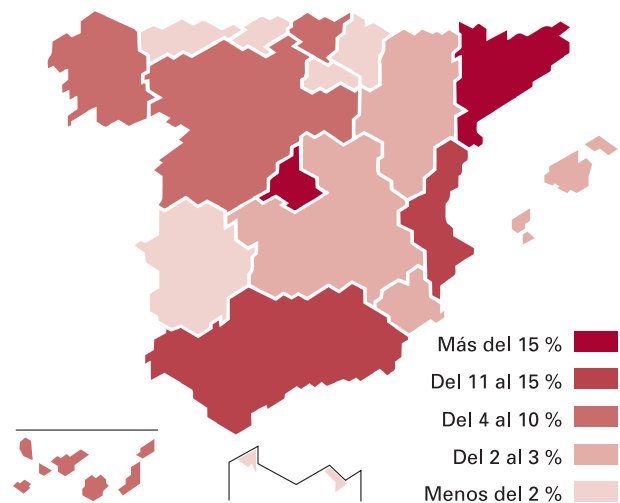 Más del 15 %
Del 11 al 15 %
Del 4 al 10 %
Del 2 al 3 %
Menos del 2 %